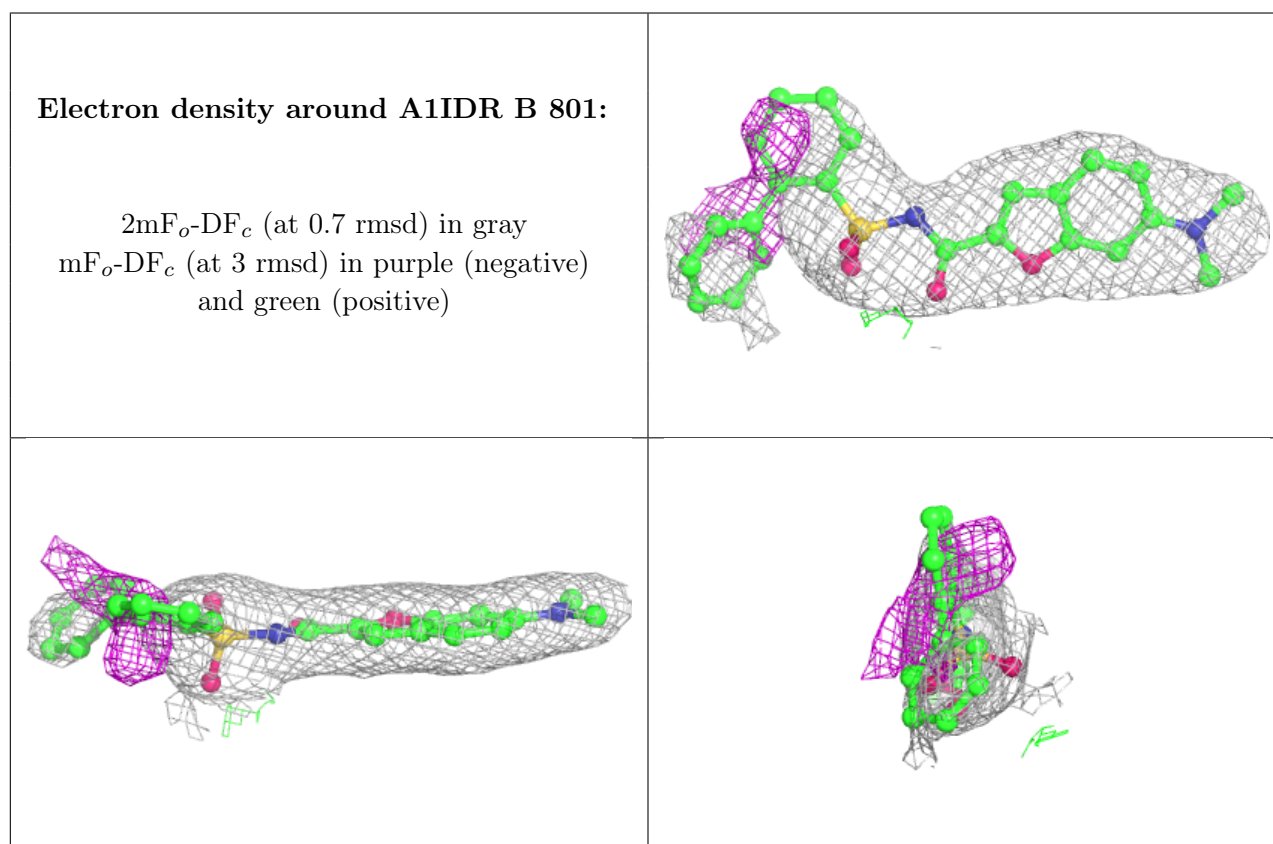 Electron density around A1IDR B 801:
2mFo-DFc (at 0.7 rmsd) in gray
mFo-DFc (at 3 rmsd) in purple (negative)
and green (positive)